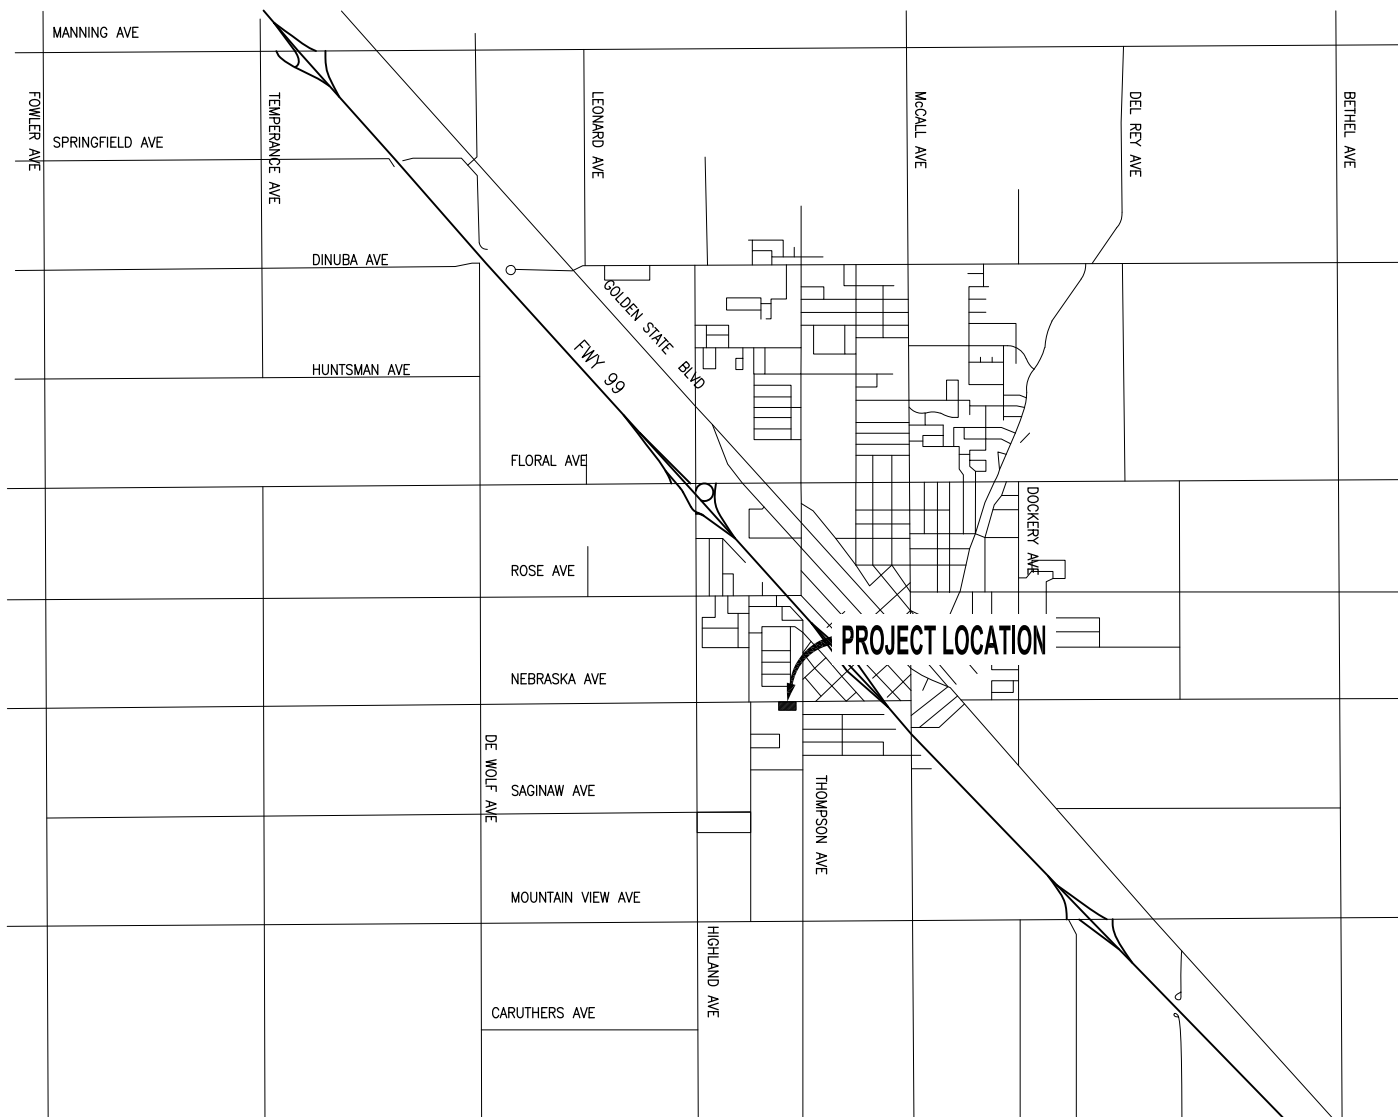 MANNING AVE
FOWLER AVE
TEMPERANCE AVE
LEONARD AVE
McCALL AVE
DEL REY AVE
BETHEL AVE
SPRINGFIELD AVE
DINUBA AVE
GOLDEN STATE BLVD
FWY 99
HUNTSMAN AVE
FLORAL AVE
DOCKERY AVE
ROSE AVE
PROJECT LOCATION
NEBRASKA AVE
DE WOLF AVE
SAGINAW AVE
THOMPSON AVE
MOUNTAIN VIEW AVE
HIGHLAND AVE
CARUTHERS AVE